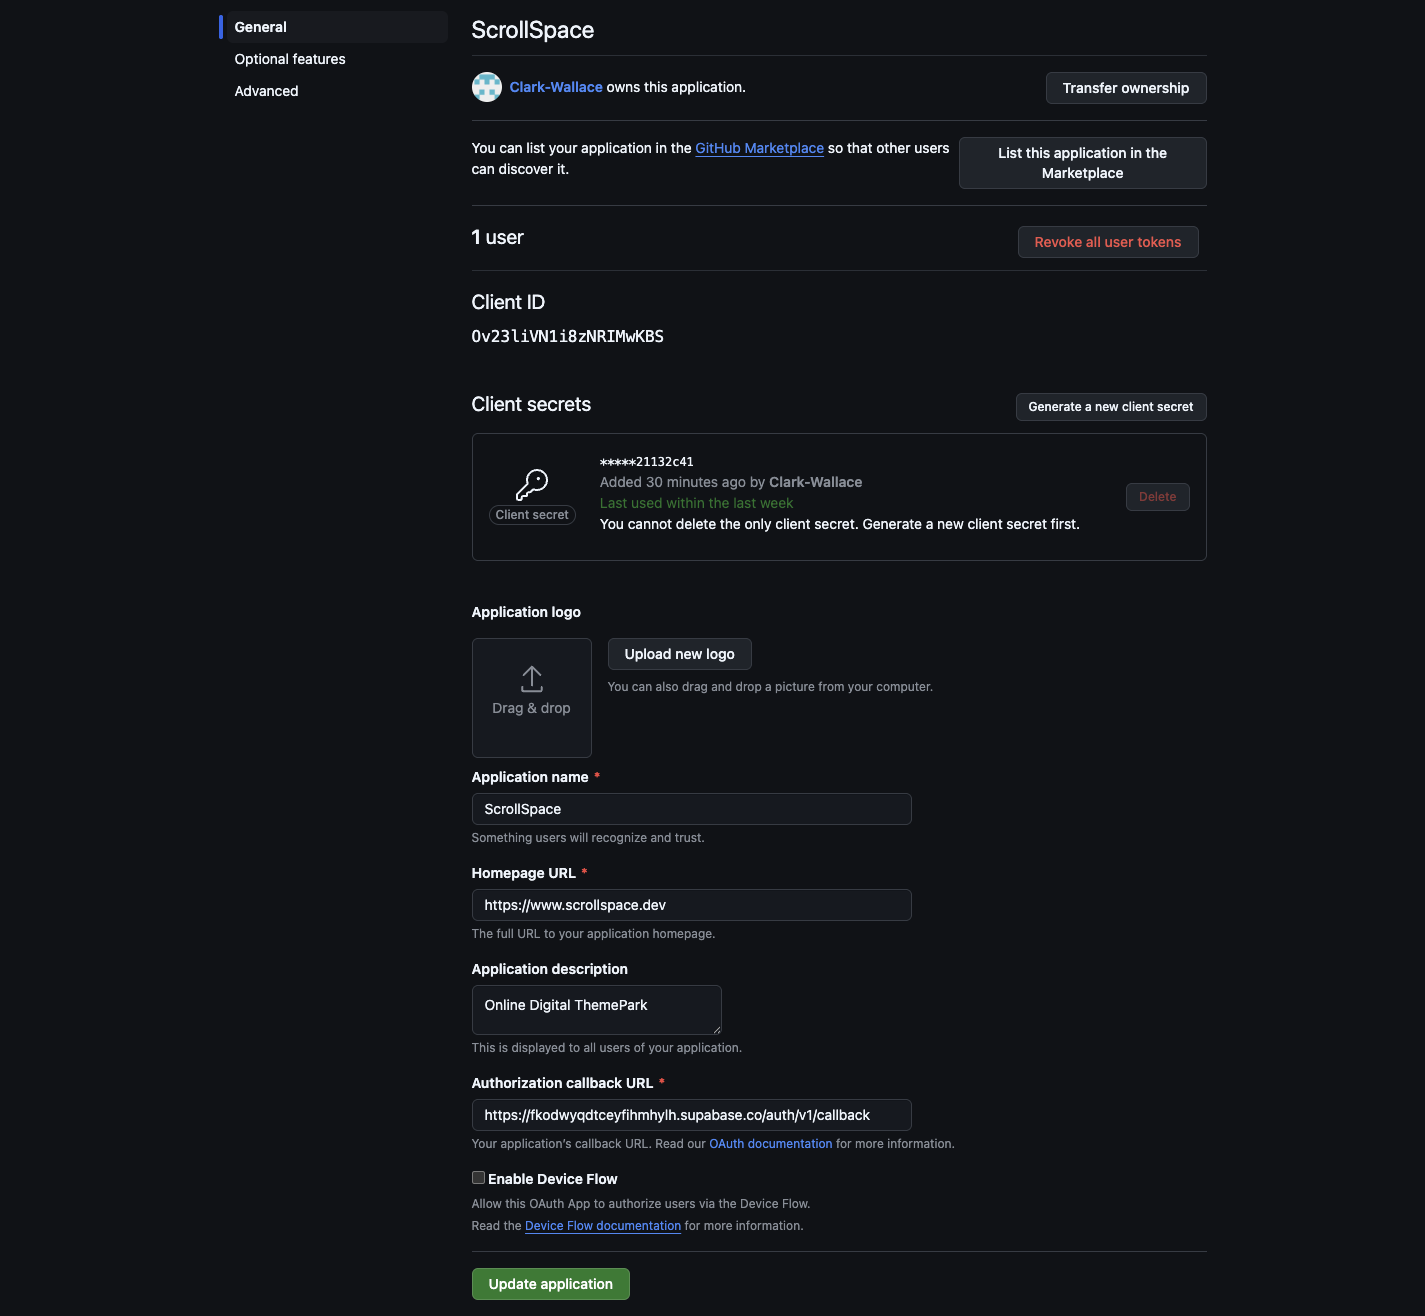 General
Optional features
Advanced
ScrollSpace
Clark-Wallace owns this application.
Transfer ownership
You can list your application in the GitHub Marketplace so that other users
can discover it.
List this application in the
Marketplace
1 user
Revoke all user tokens
Client ID
Ov23liVN1i8zNRIMwKBS
Client secrets
Generate a new client secret
*****21132c41
Added 30 minutes ago by Clark-Wallace
Last used within the last week
You cannot delete the only client secret. Generate a new client secret first.
Client secret
Delete
Application logo
Drag & drop
Upload new logo
You can also drag and drop a picture from your computer.
Application name *
ScrollSpace
Something users will recognize and trust.
Homepage URL *
https://www.scrollspace.dev
The full URL to your application homepage.
Application description
Online Digital ThemePark
This is displayed to all users of your application.
Authorization callback URL *
https://fkodwyqdtceyfihmhylh.supabase.co/auth/v1/callback
Your application's callback URL. Read our OAuth documentation for more information.
Enable Device Flow
Allow this OAuth App to authorize users via the Device Flow.
Read the Device Flow documentation for more information.
Update application